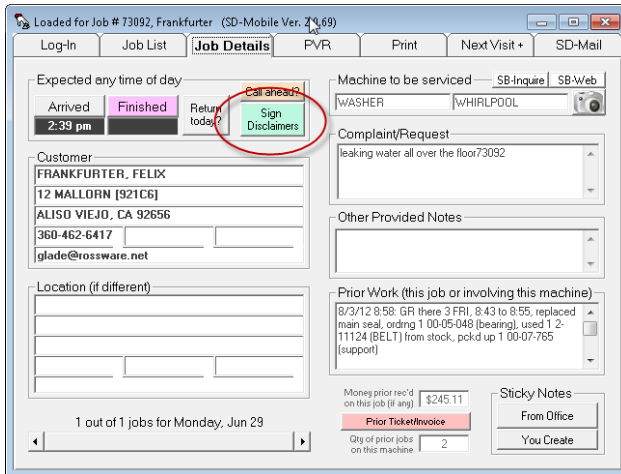 Loaded for Job # 73092, Frankfurter (SD-Mobile Ver. 2.0.69)
Log-In Job List Job Details PVR Print Next Visit + SD-Mail
Expected any time of day
Call ahead?
Arrived Finished Return today? Sign Disclaimers
2:39 pm
Customer
FRANKFURTER, FELIX
12 MALLORN [921C6]
ALISO VIEJO, CA 92656
360-462-6417
glade@rossware.net
Location (if different)
1 out of 1 jobs for Monday, Jun 29
Machine to be serviced SB-Inquire SB-Web
WASHER WHIRLPOOL
Complaint/Request
leaking water all over the floor73092
Other Provided Notes
Prior Work (this job or involving this machine)
8/3/12 8:58: GR there 3 FRI, 8:43 to 8:55, replaced
main seal, ordrng 1 00-05-048 (bearing), used 1 2-
11124 (BELT) from stock, pckd up 1 00-07-765
(support)
Money prior rec'd
on this job (if any) $245.11
Prior Ticket/Invoice
Qty of prior jobs
on this machine 2
Sticky Notes
From Office
You Create